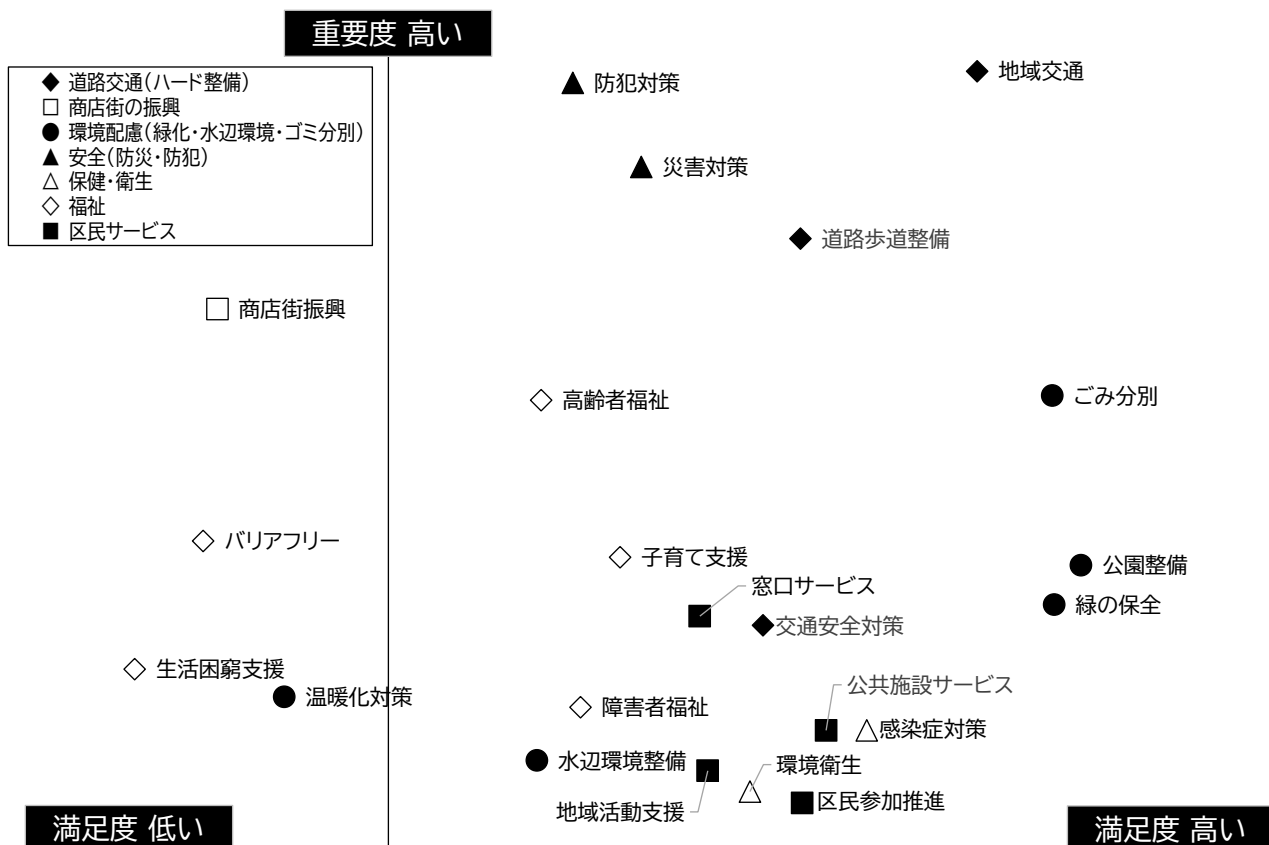 重要度 高い
◆ 道路交通(ハード整備)
□ 商店街の振興
● 環境配慮(緑化・水辺環境・ゴミ分別)
▲ 安全(防災・防犯)
△ 保健・衛生
◇ 福祉
■ 区民サービス
地域交通
防犯対策
災害対策
道路歩道整備
商店街振興
ごみ分別
高齢者福祉
バリアフリー
子育て支援
公園整備
窓口サービス
緑の保全
交通安全対策
生活困窮支援
公共施設サービス
温暖化対策
障害者福祉
感染症対策
水辺環境整備
環境衛生
区民参加推進
地域活動支援
満足度 低い
満足度 高い